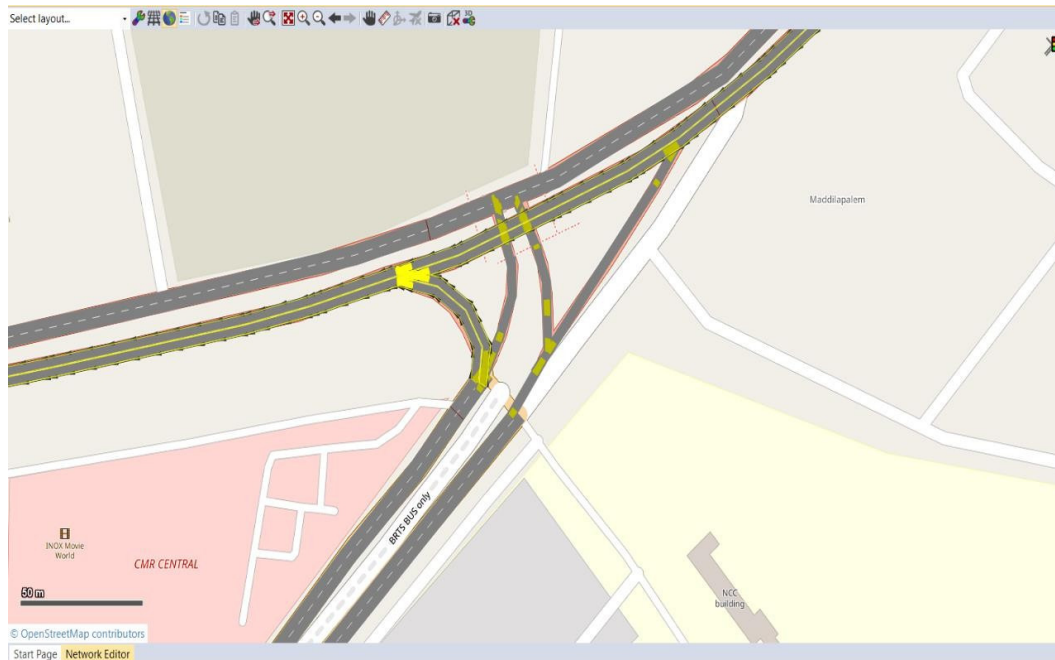 Select layout...
3D
Maddilapalem
BRTS BUS only
INOX Movie
World
CMR CENTRAL
50 m
NCC
building
© OpenStreetMap contributors
Start Page Network Editor